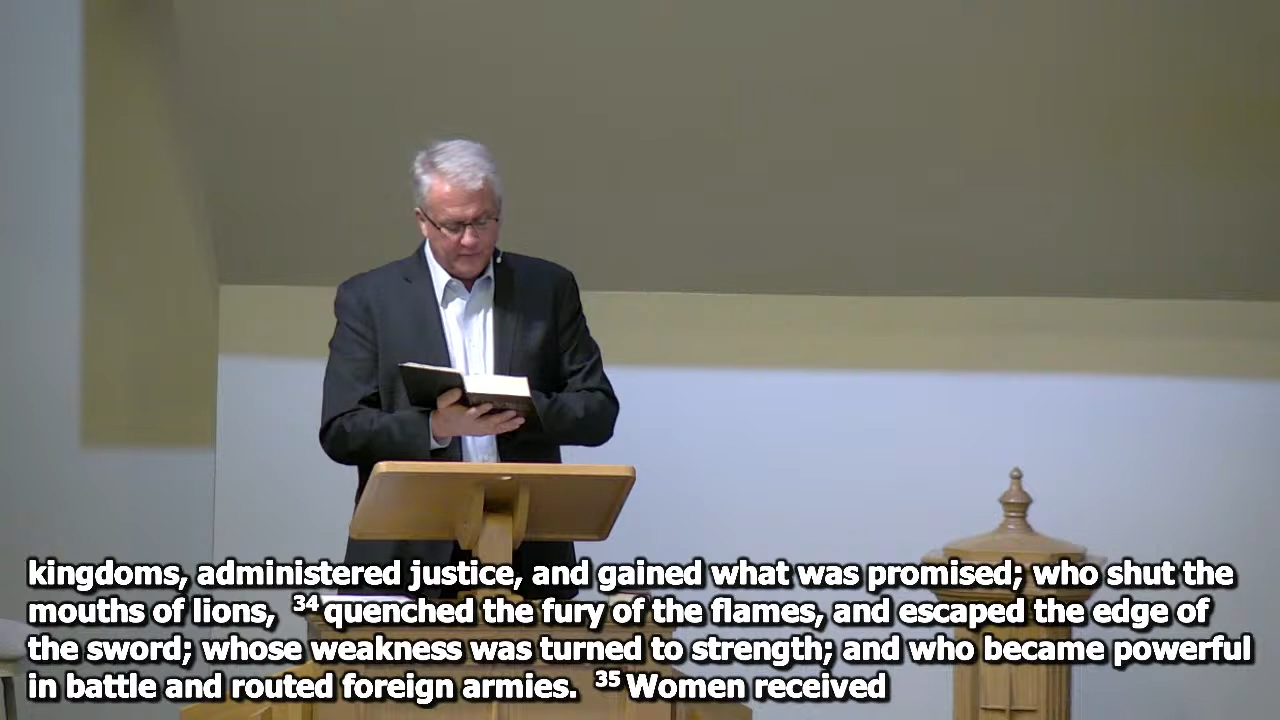 kingdoms, administered justice, and gained what was promised; who shut the
mouths of lions, 34 quenched the fury of the flames, and escaped the edge of
the sword; whose weakness was turned to strength; and who became powerful
in battle and routed foreign armies. 35 Women received